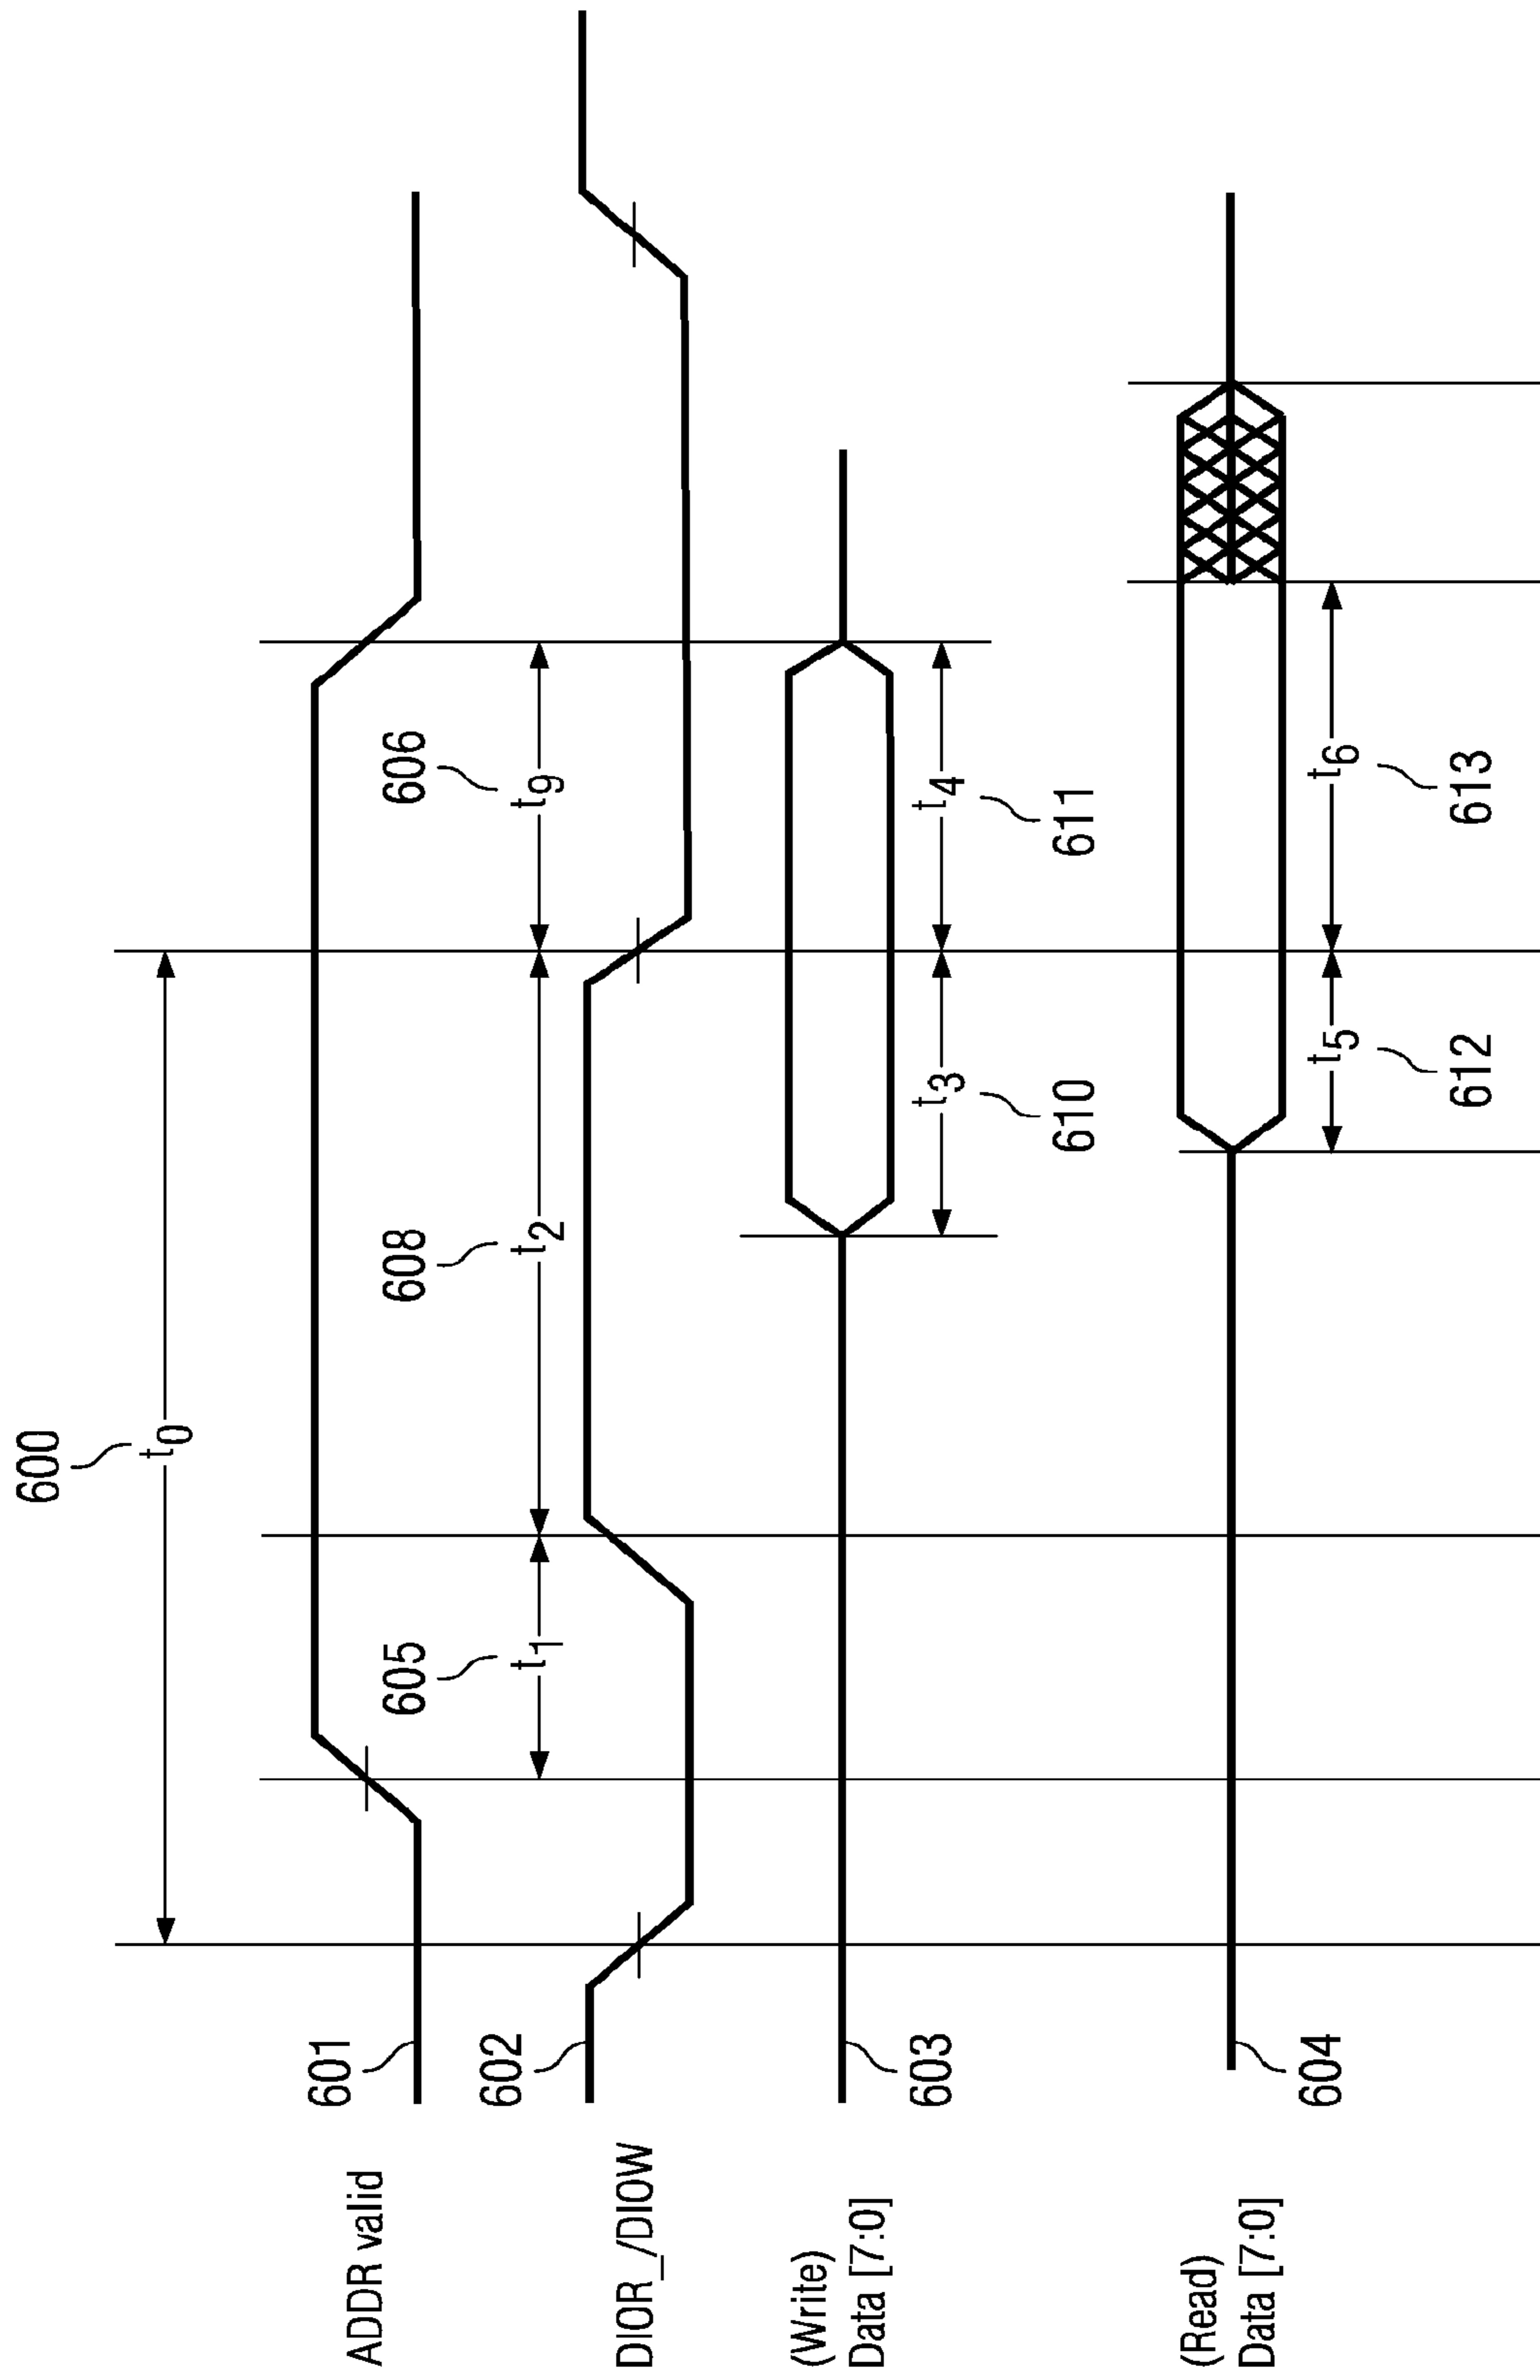 600
t0
601
ADDR valid
605
608
606
t1
t2
t9
602
DIOR_/DIOW
603
(Write)
Data [7:0]
t3
t4
610
611
604
(Read)
Data [7:0]
t5
t6
612
613